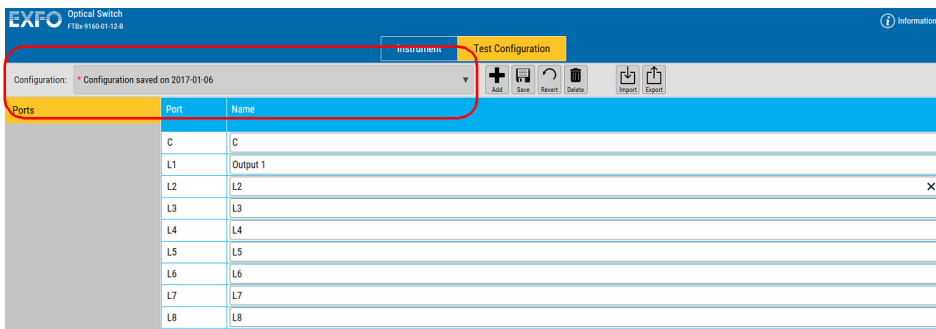 EXFO Optical Switch
FTBx-9160-01-12-B
Information
Instrument Test Configuration
Configuration: * Configuration saved on 2017-01-06
Add Save Revert Delete Import Export
Ports Port Name
C C
L1 Output 1
L2 L2
L3 L3
L4 L4
L5 L5
L6 L6
L7 L7
L8 L8